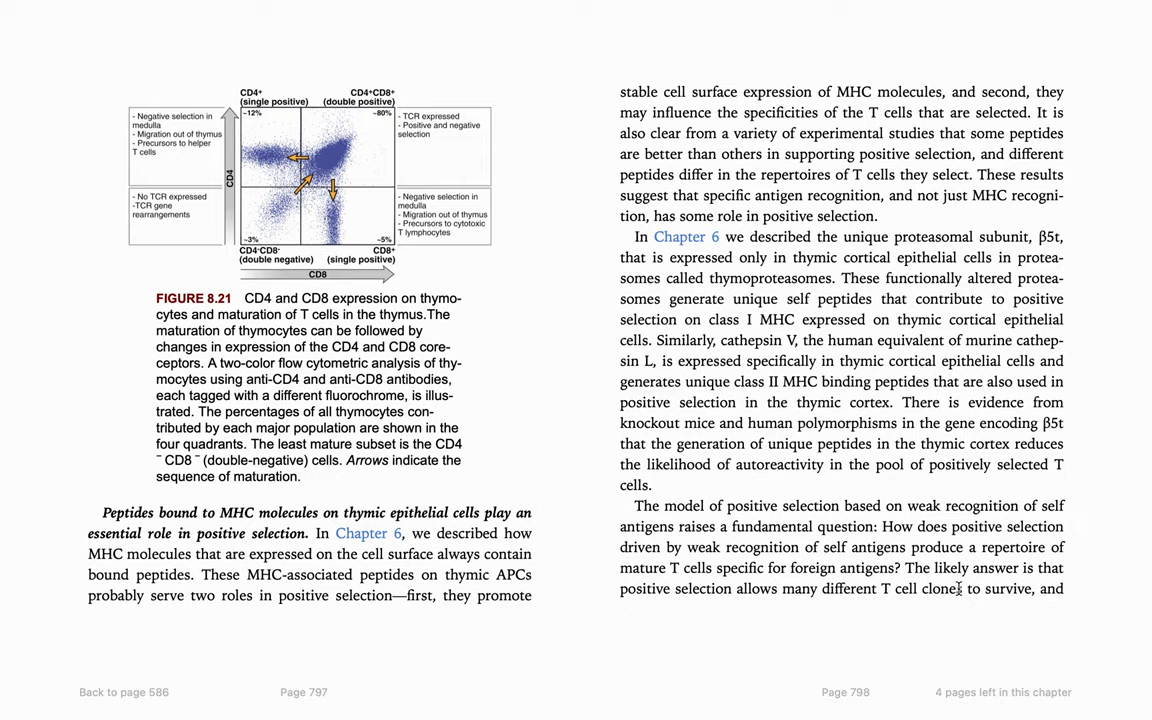 CD4+
(single positive)
CD4+CD8+
(double positive)
- Negative selection in
medulla
- Migration out of thymus
- Precursors to helper
T cells
~12%
~80%
- TCR expressed
- Positive and negative
selection
CD4
- No TCR expressed
-TCR gene
rearrangements
- Negative selection in
medulla
- Migration out of thymus
- Precursors to cytotoxic
T lymphocytes
~3%
~5%
CD4-CD8-
(double negative)
CD8+
(single positive)
CD8
FIGURE 8.21 CD4 and CD8 expression on thymo-
cytes and maturation of T cells in the thymus.The
maturation of thymocytes can be followed by
changes in expression of the CD4 and CD8 core-
ceptors. A two-color flow cytometric analysis of thy-
mocytes using anti-CD4 and anti-CD8 antibodies,
each tagged with a different fluorochrome, is illus-
trated. The percentages of all thymocytes con-
tributed by each major population are shown in the
four quadrants. The least mature subset is the CD4
⁻ CD8 ⁻ (double-negative) cells. Arrows indicate the
sequence of maturation.
Peptides bound to MHC molecules on thymic epithelial cells play an
essential role in positive selection. In Chapter 6, we described how
MHC molecules that are expressed on the cell surface always contain
bound peptides. These MHC-associated peptides on thymic APCs
probably serve two roles in positive selection—first, they promote
stable cell surface expression of MHC molecules, and second, they
may influence the specificities of the T cells that are selected. It is
also clear from a variety of experimental studies that some peptides
are better than others in supporting positive selection, and different
peptides differ in the repertoires of T cells they select. These results
suggest that specific antigen recognition, and not just MHC recogni-
tion, has some role in positive selection.
In Chapter 6 we described the unique proteasomal subunit, β5t,
that is expressed only in thymic cortical epithelial cells in protea-
somes called thymoproteasomes. These functionally altered protea-
somes generate unique self peptides that contribute to positive
selection on class I MHC expressed on thymic cortical epithelial
cells. Similarly, cathepsin V, the human equivalent of murine cathep-
sin L, is expressed specifically in thymic cortical epithelial cells and
generates unique class II MHC binding peptides that are also used in
positive selection in the thymic cortex. There is evidence from
knockout mice and human polymorphisms in the gene encoding β5t
that the generation of unique peptides in the thymic cortex reduces
the likelihood of autoreactivity in the pool of positively selected T
cells.
The model of positive selection based on weak recognition of self
antigens raises a fundamental question: How does positive selection
driven by weak recognition of self antigens produce a repertoire of
mature T cells specific for foreign antigens? The likely answer is that
positive selection allows many different T cell clones to survive, and
Back to page 586
Page 797
Page 798
4 pages left in this chapter